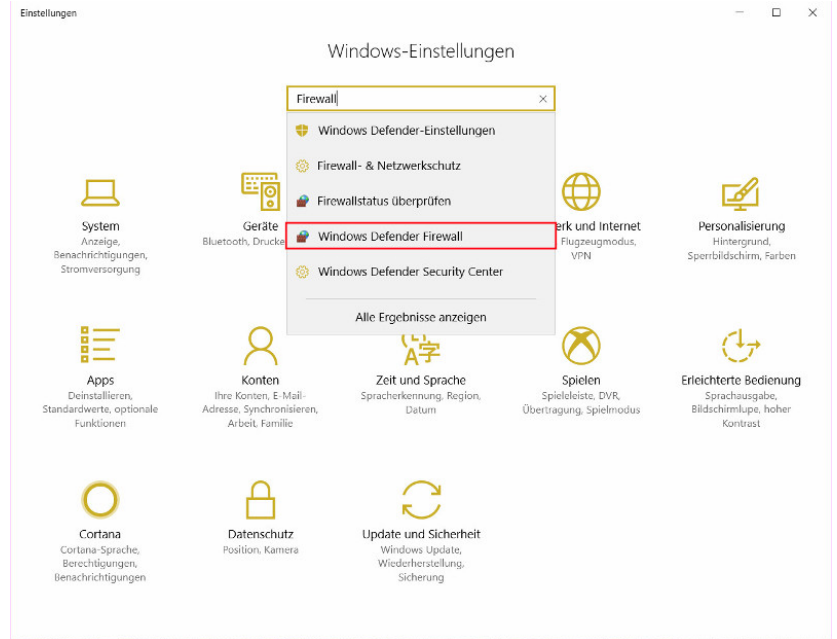 Einstellungen
Windows-Einstellungen
Firewall
Windows Defender-Einstellungen
Firewall- & Netzwerkschutz
Firewallstatus überprüfen
Windows Defender Firewall
Windows Defender Security Center
Alle Ergebnisse anzeigen
System
Anzeige,
Benachrichtigungen,
Stromversorgung
Geräte
Bluetooth, Drucke
erk und Internet
Flugzeugmodus,
VPN
Personalisierung
Hintergrund,
Sperrbildschirm, Farben
Apps
Deinstallieren,
Standardwerte, optionale
Funktionen
Konten
Ihre Konten, E-Mail-
Adresse, Synchronisieren,
Arbeit, Familie
A字
Zeit und Sprache
Spracherkennung, Region,
Datum
Spielen
Spieleleiste, DVR,
Übertragung, Spielmodus
Erleichterte Bedienung
Sprachausgabe,
Bildschirmlupe, hoher
Kontrast
Cortana
Cortana-Sprache,
Berechtigungen,
Benachrichtigungen
Datenschutz
Position, Kamera
Update und Sicherheit
Windows Update,
Wiederherstellung,
Sicherung